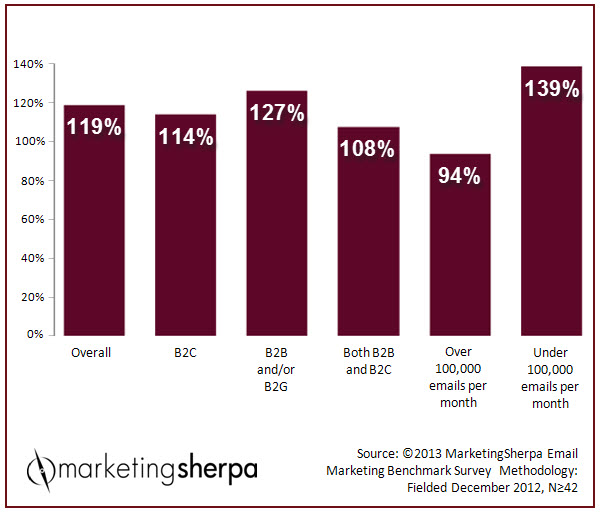 140%
120%
100%
80%
60%
40%
20%
0%
119%
114%
127%
108%
94%
139%
Overall
B2C
B2B
and/or
B2G
Both B2B
and B2C
Over
100,000
emails per
month
Under
100,000
emails per
month
marketingsherpa
Source: ©2013 MarketingSherpa Email
Marketing Benchmark Survey Methodology:
Fielded December 2012, N≥42